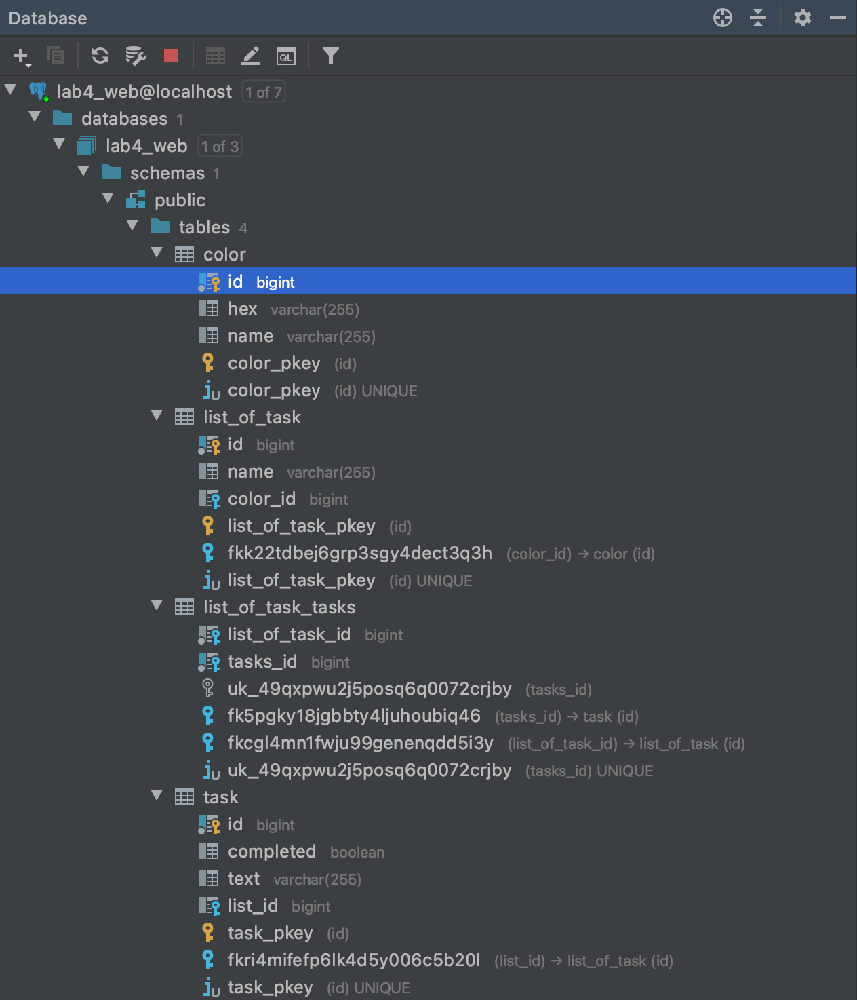 Database
QL
lab4_web@localhost 1 of 7
databases 1
lab4_web 1 of 3
schemas 1
public
tables 4
color
id bigint
hex varchar(255)
name varchar(255)
color_pkey (id)
color_pkey (id) UNIQUE
list_of_task
id bigint
name varchar(255)
color_id bigint
list_of_task_pkey (id)
fkk22tdbej6grp3sgy4dect3q3h (color_id) → color (id)
list_of_task_pkey (id) UNIQUE
list_of_task_tasks
list_of_task_id bigint
tasks_id bigint
uk_49qxpwu2j5posq6q0072crjby (tasks_id)
fk5pgky18jgbbty4ljuhoubiq46 (tasks_id) → task (id)
fkcgl4mn1fwju99genenqdd5i3y (list_of_task_id) → list_of_task (id)
uk_49qxpwu2j5posq6q0072crjby (tasks_id) UNIQUE
task
id bigint
completed boolean
text varchar(255)
list_id bigint
task_pkey (id)
fkri4mifefp6lk4d5y006c5b20l (list_id) → list_of_task (id)
task_pkey (id) UNIQUE